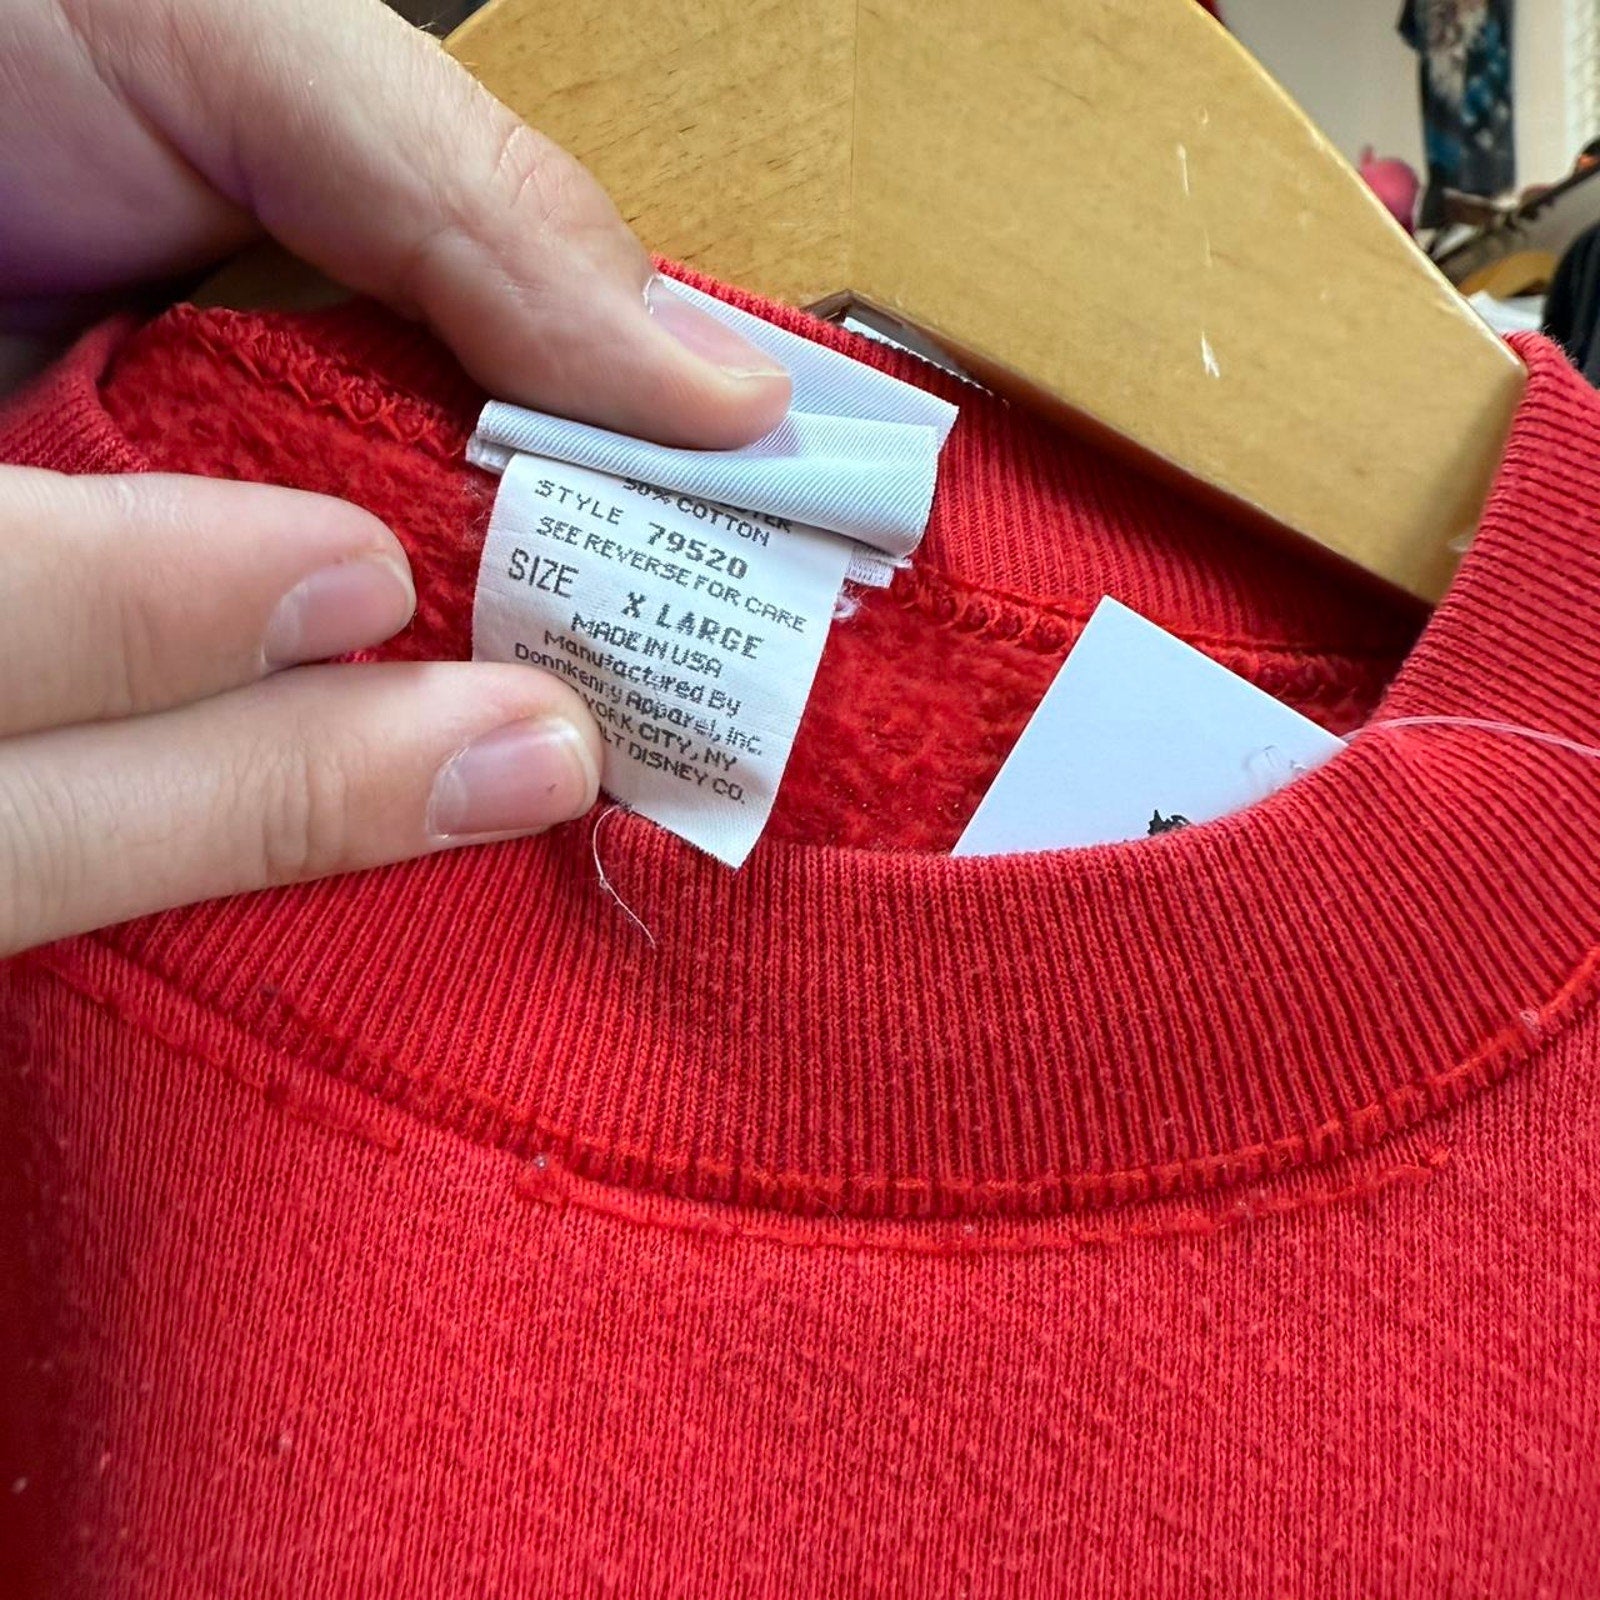 50% COTTON
STYLE 79520
SEE REVERSE FOR CARE
SIZE X LARGE
MADE IN USA
Manufactured By
Donnkenny Apparel, Inc
YORK CITY, NY
DISNEY CO.